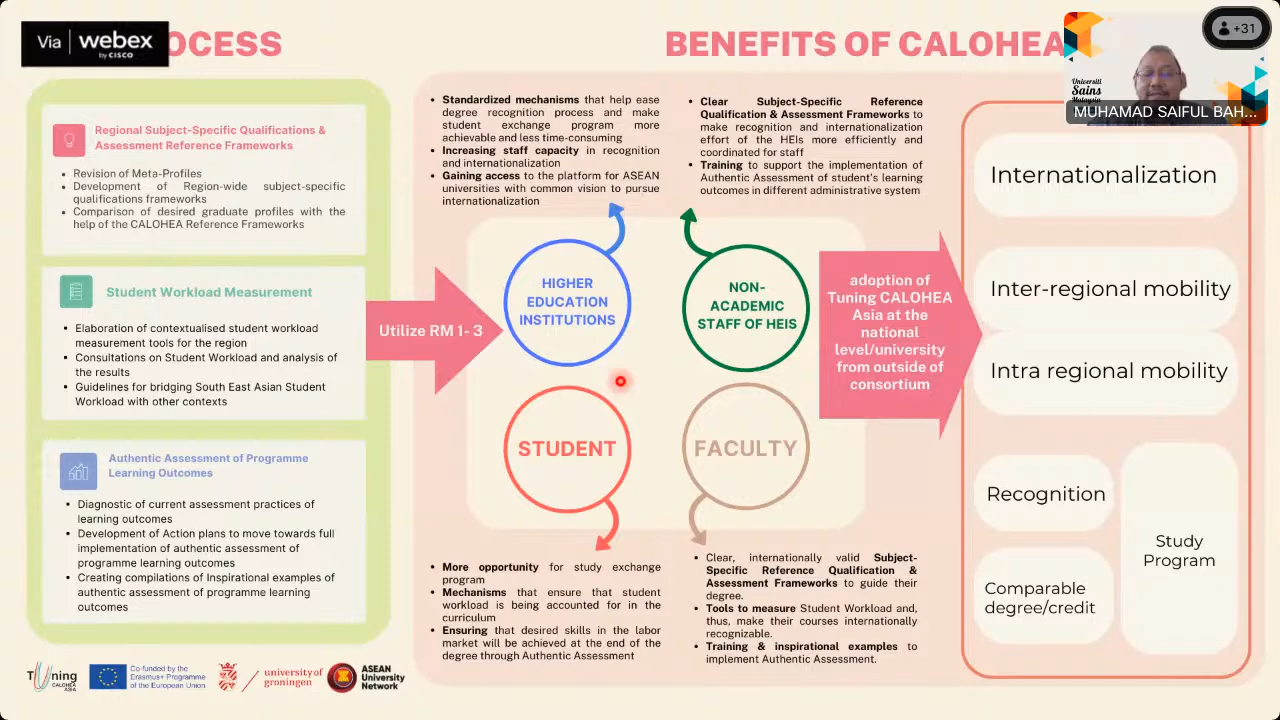 Via | webex
by CISCO
OCESS
BENEFITS OF CALOHEA
+31
Universiti
Sains
Malaysia
MUHAMAD SAIFUL BAH...
Regional Subject-Specific Qualifications &
Assessment Reference Frameworks
• Revision of Meta-Profiles
• Development of Region-wide subject-specific
qualifications frameworks
• Comparison of desired graduate profiles with the
help of the CALOHEA Reference Frameworks
Student Workload Measurement
• Elaboration of contextualised student workload
measurement tools for the region
• Consultations on Student Workload and analysis of
the results
• Guidelines for bridging South East Asian Student
Workload with other contexts
Authentic Assessment of Programme
Learning Outcomes
• Diagnostic of current assessment practices of
learning outcomes
• Development of Action plans to move towards full
implementation of authentic assessment of
programme learning outcomes
• Creating compilations of Inspirational examples of
authentic assessment of programme learning
outcomes
Utilize RM 1- 3
• Standardized mechanisms that help ease
degree recognition process and make
student exchange program more
achievable and less time-consuming
• Increasing staff capacity in recognition
and internationalization
• Gaining access to the platform for ASEAN
universities with common vision to pursue
internationalization
• Clear Subject-Specific Reference
Qualification & Assessment Frameworks to
make recognition and internationalization
effort of the HEIs more efficiently and
coordinated for staff
• Training to support the implementation of
Authentic Assessment of student's learning
outcomes in different administrative system
HIGHER
EDUCATION
INSTITUTIONS
NON-
ACADEMIC
STAFF OF HEIS
STUDENT
FACULTY
• More opportunity for study exchange
program
• Mechanisms that ensure that student
workload is being accounted for in the
curriculum
• Ensuring that desired skills in the labor
market will be achieved at the end of the
degree through Authentic Assessment
• Clear, internationally valid Subject-
Specific Reference Qualification &
Assessment Frameworks to guide their
degree.
• Tools to measure Student Workload and,
thus, make their courses internationally
recognizable.
• Training & inspirational examples to
implement Authentic Assessment.
adoption of
Tuning CALOHEA
Asia at the
national
level/university
from outside of
consortium
Internationalization
Inter-regional mobility
Intra regional mobility
Recognition
Comparable
degree/credit
Study
Program
Tuning
CALOHEA
ASIA
Co-funded by the
Erasmus+ Programme
of the European Union
university of
groningen
ASEAN
University
Network